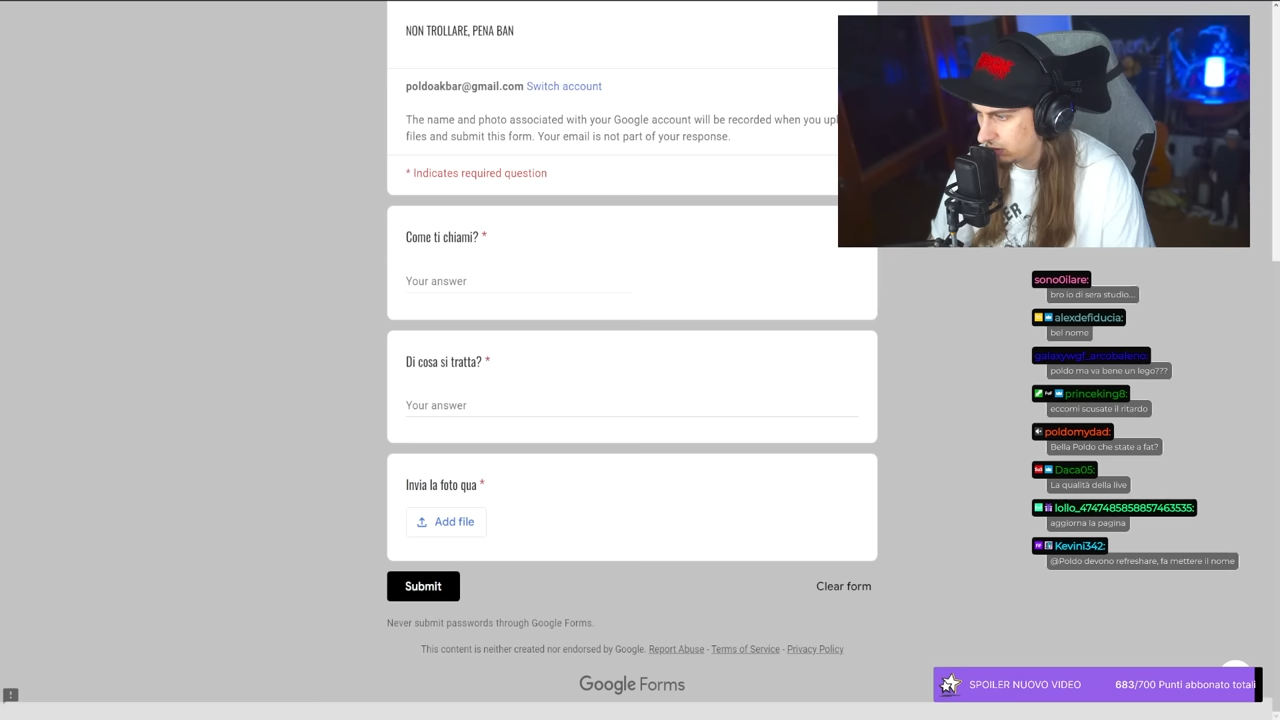 NON TROLLARE, PENA BAN
poldoakbar@gmail.com Switch account
The name and photo associated with your Google account will be recorded when you upl
files and submit this form. Your email is not part of your response.
* Indicates required question
Come ti chiami? *
Your answer
Di cosa si tratta? *
Your answer
Invia la foto qua *
Add file
Submit
Clear form
Never submit passwords through Google Forms.
This content is neither created nor endorsed by Google. Report Abuse - Terms of Service - Privacy Policy
Google Forms
sono0ilare:
bro io di sera studio...
alexdefiducia:
bel nome
galaxywgf_arcobaleno:
poldo ma va bene un lego???
princeking8:
eccomi scusate il ritardo
poldomydad:
Bella Poldo che state a fat?
Daca05:
La qualità della live
lollo_4747485858857463535:
aggiorna la pagina
Kevini342:
@Poldo devono refreshare, fa mettere il nome
SPOILER NUOVO VIDEO 683/700 Punti abbonato totali